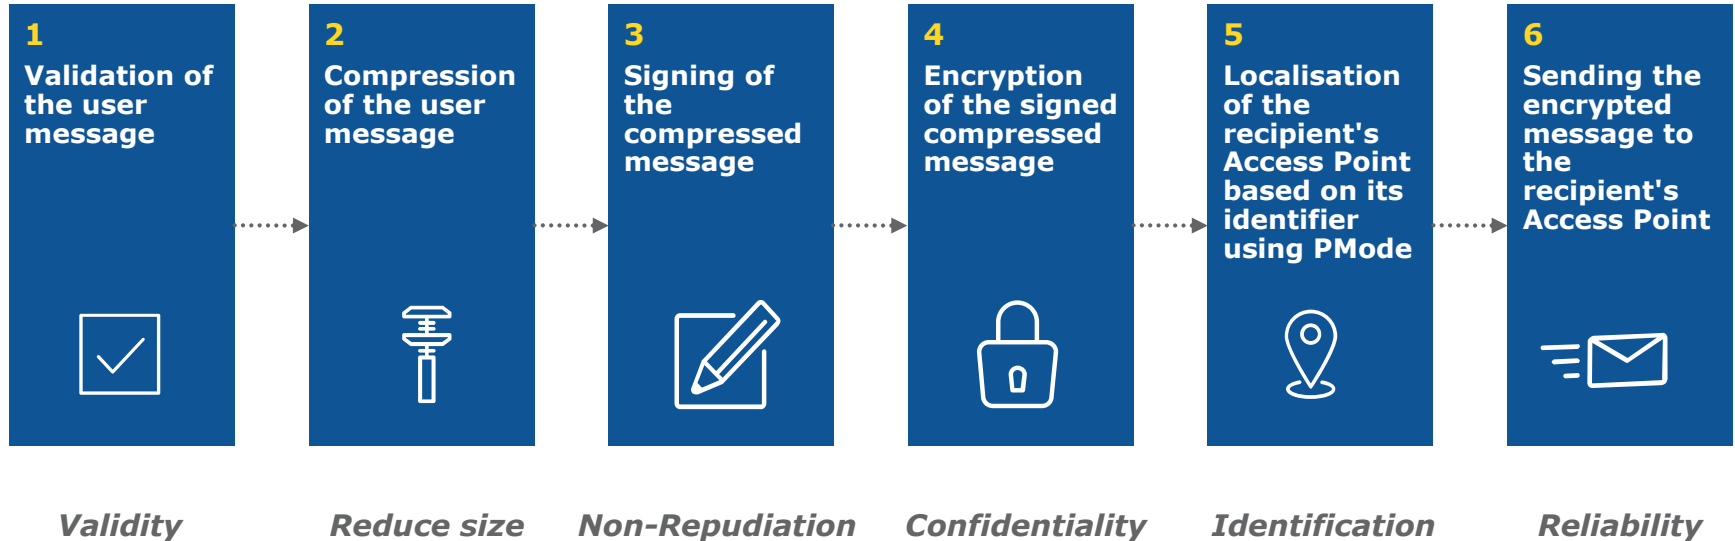 1
Validation of
the user
message
2
Compression
of the user
message
3
Signing of
the
compressed
message
4
Encryption
of the signed
compressed
message
5
Localisation
of the
recipient's
Access Point
based on its
identifier
using PMode
6
Sending the
encrypted
message to
the
recipient's
Access Point
Validity
Reduce size
Non-Repudiation
Confidentiality
Identification
Reliability